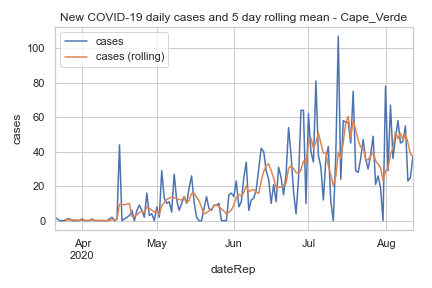 New COVID-19 daily cases and 5 day rolling mean - Cape_Verde
cases
cases (rolling)
cases
100
80
60
40
20
0
Apr
2020
May
Jun
Jul
Aug
dateRep